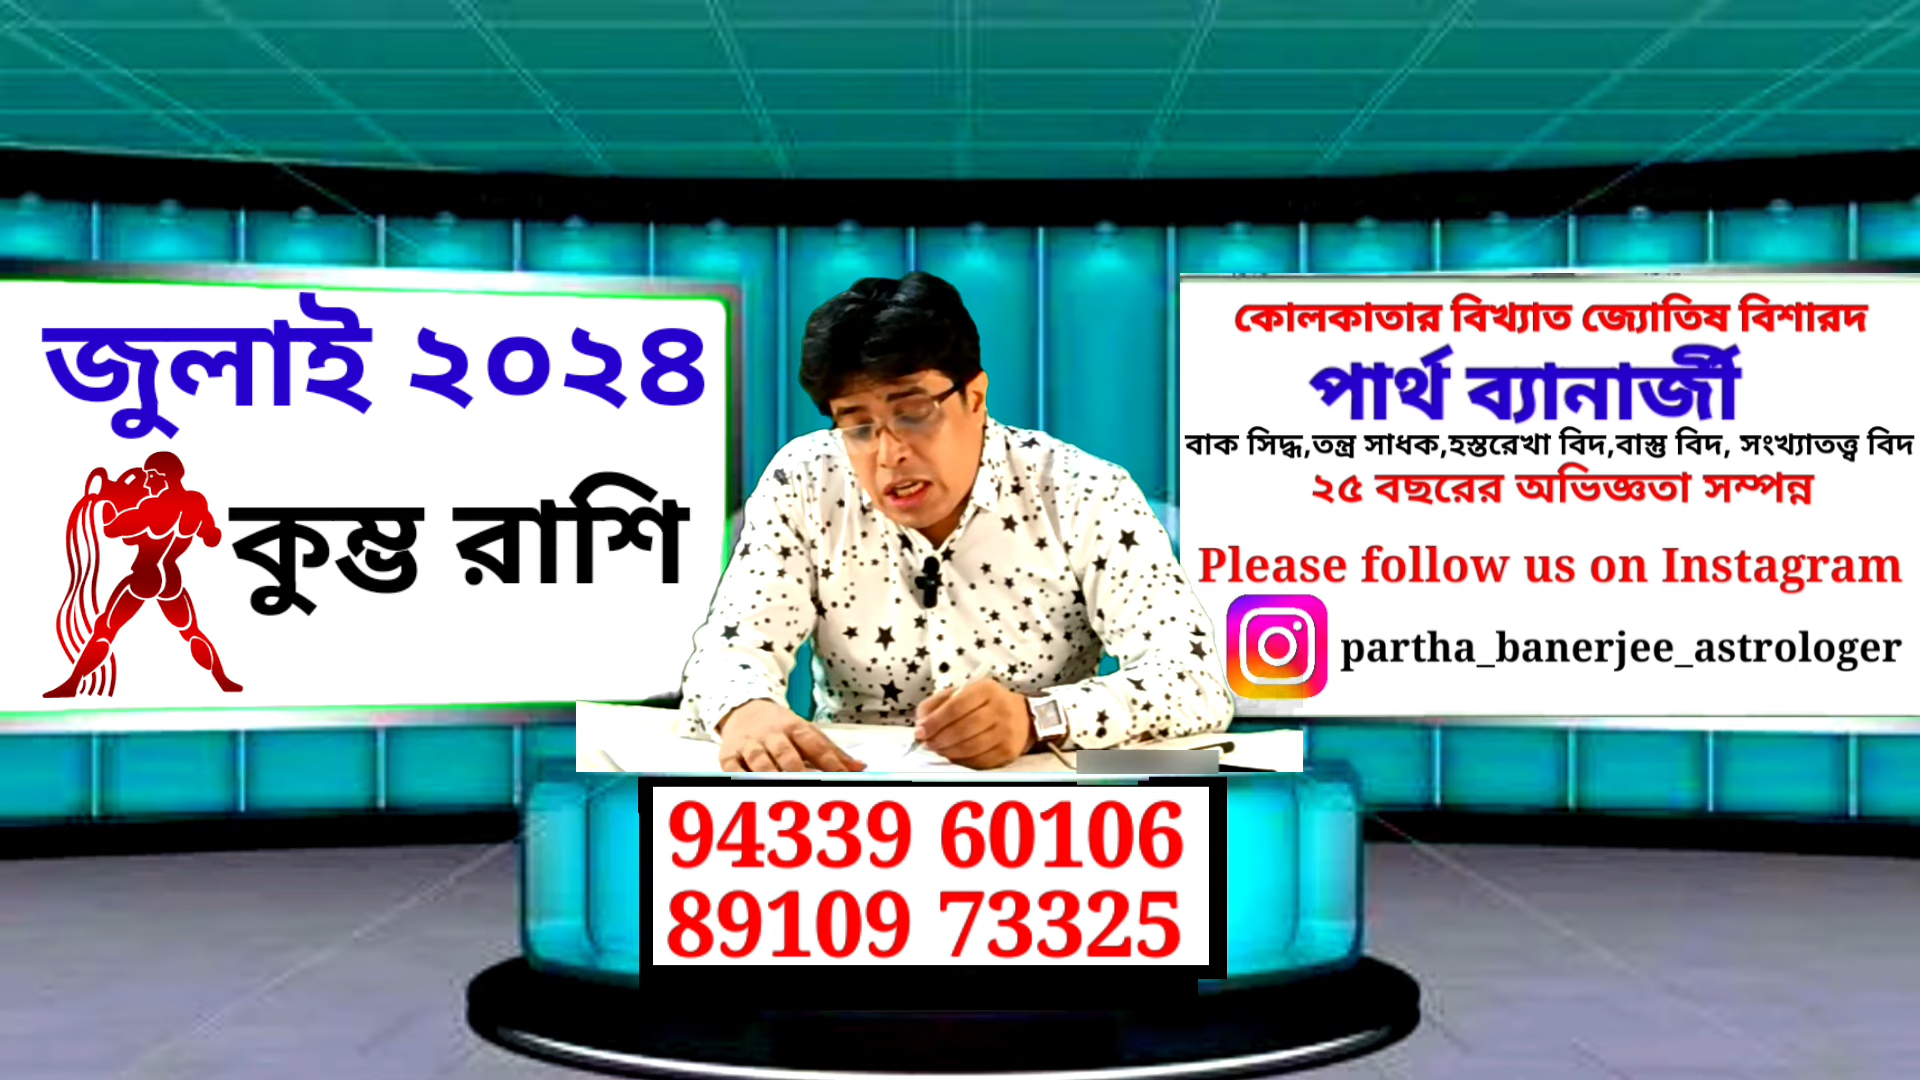 জুলাই ২০২৪
কুম্ভ রাশি
কোলকাতার বিখ্যাত জ্যোতিষ বিশারদ
পার্থ ব্যানার্জী
বাক সিদ্ধ,তন্ত্র সাধক,হস্তরেখা বিদ,বাস্তু বিদ, সংখ্যাতত্ত্ব বিদ
২৫ বছরের অভিজ্ঞতা সম্পন্ন
Please follow us on Instagram
partha_banerjee_astrologer
94339 60106
89109 73325